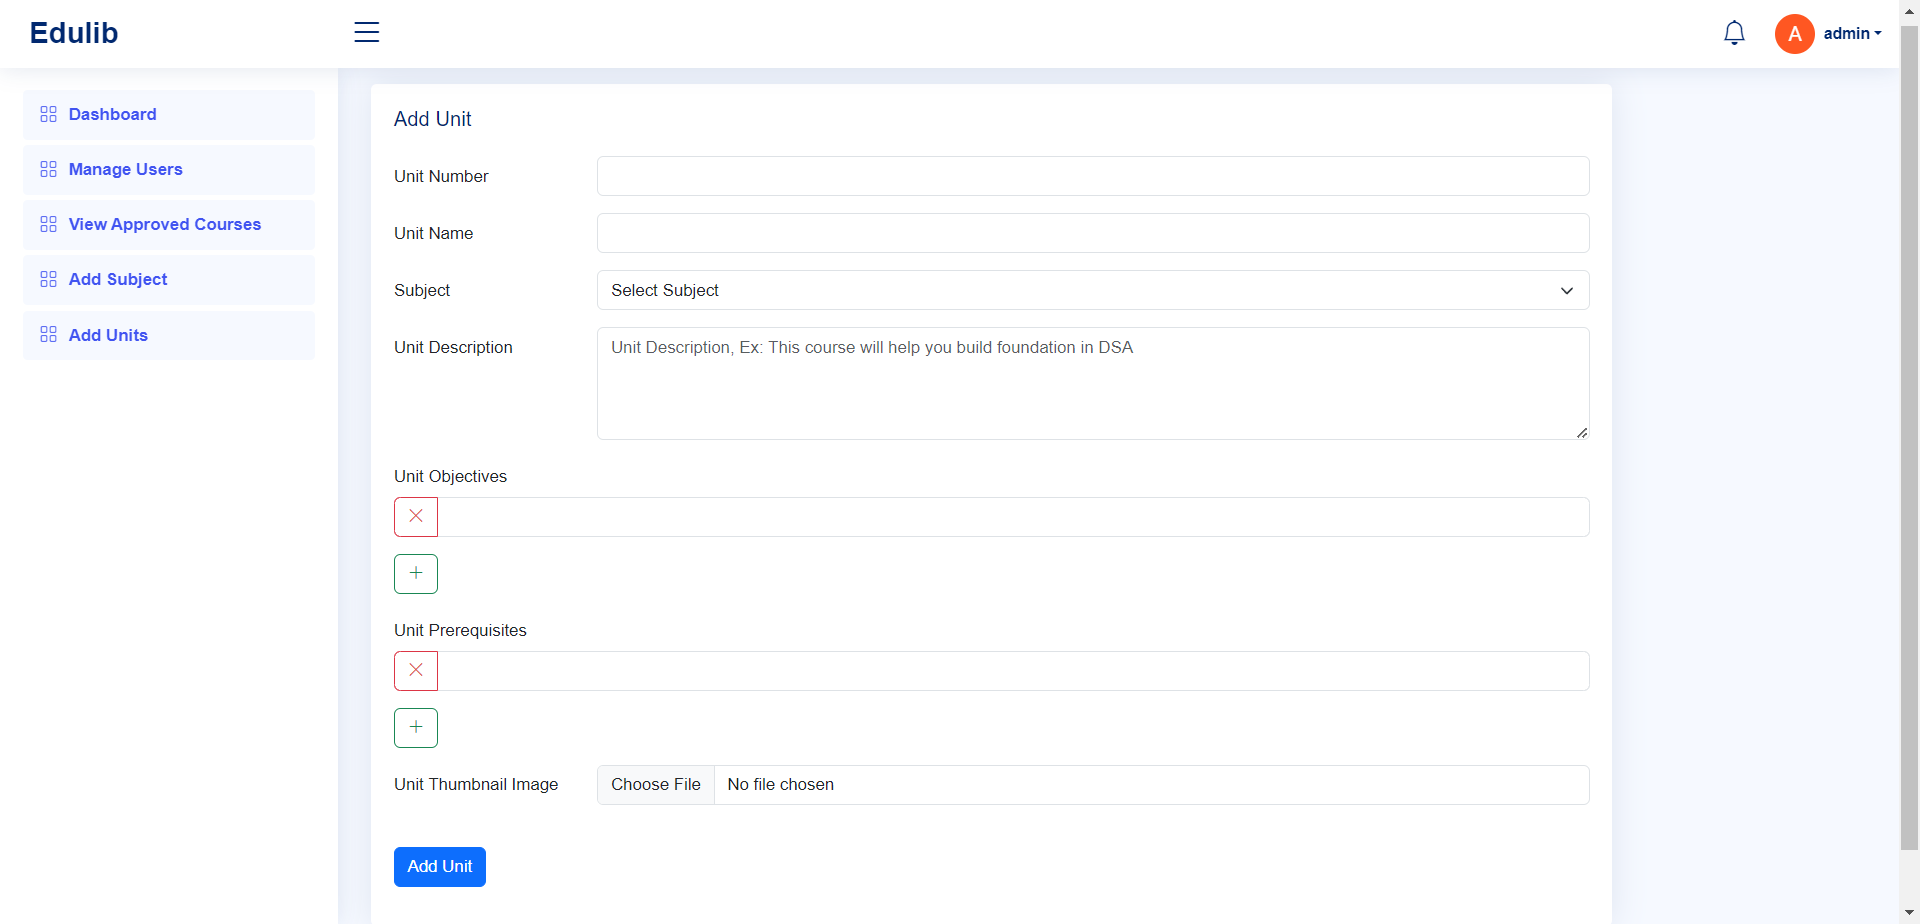 Edulib
A
admin
Dashboard
Manage Users
View Approved Courses
Add Subject
Add Units
Add Unit
Unit Number
Unit Name
Subject
Select Subject
Unit Description
Unit Description, Ex: This course will help you build foundation in DSA
Unit Objectives
Unit Prerequisites
Unit Thumbnail Image
Choose File
No file chosen
Add Unit